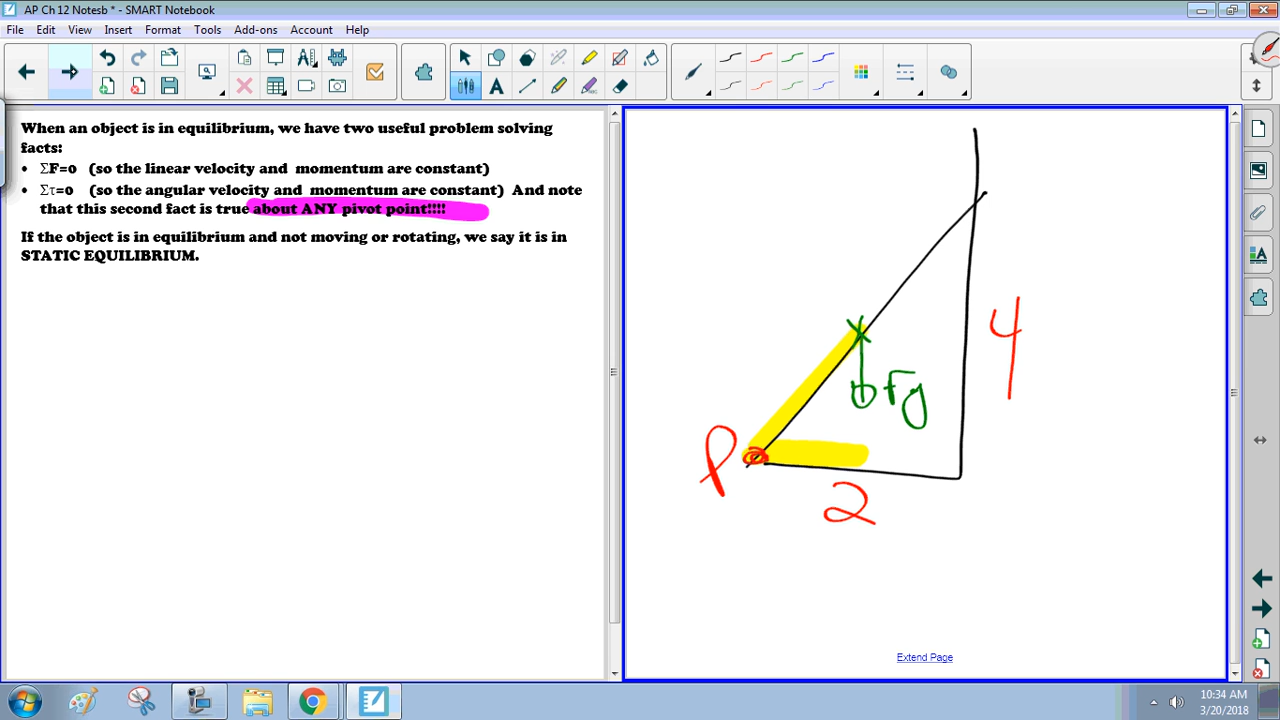 AP Ch 12 Notesb * - SMART Notebook
File Edit View Insert Format Tools Add-ons Account Help
When an object is in equilibrium, we have two useful problem solving
facts:
• ΣF=0 (so the linear velocity and momentum are constant)
• Στ=0 (so the angular velocity and momentum are constant) And note
that this second fact is true about ANY pivot point!!!!
If the object is in equilibrium and not moving or rotating, we say it is in
STATIC EQUILIBRIUM.
4
Fg
P
2
Extend Page
10:34 AM
3/20/2018